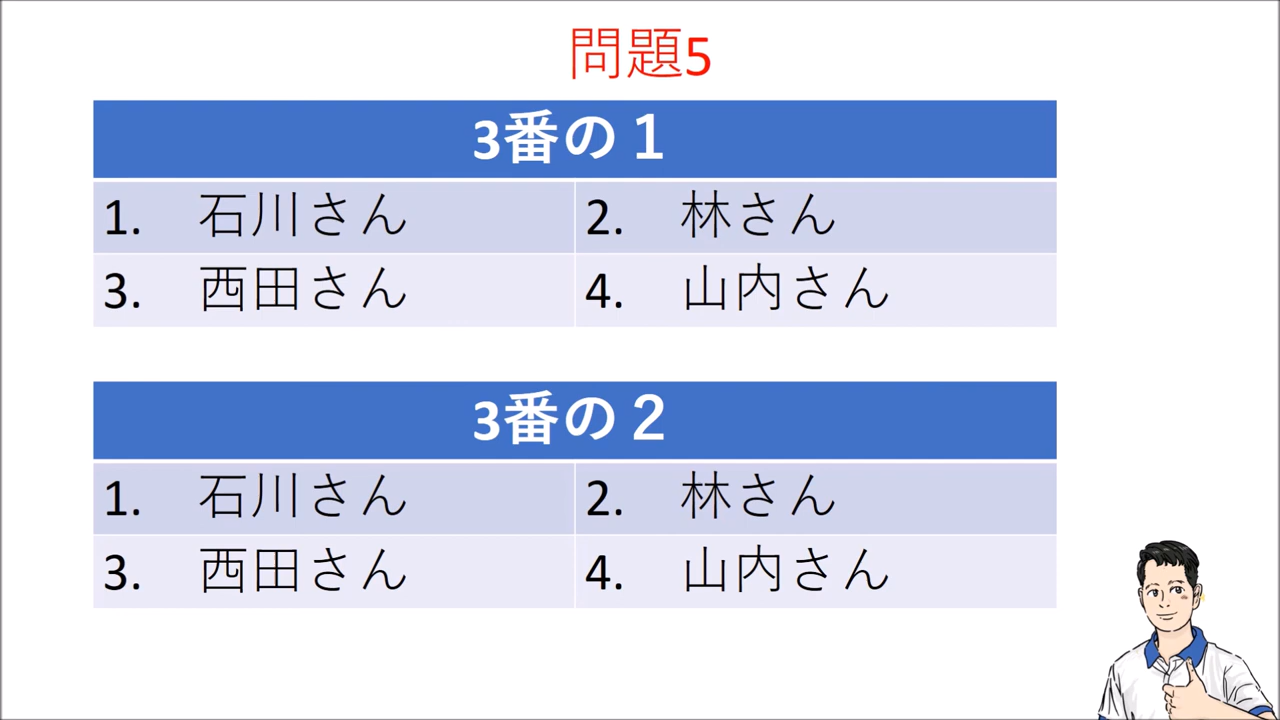 問題5
3番の１
1. 石川さん 2. 林さん
3. 西田さん 4. 山内さん
3番の２
1. 石川さん 2. 林さん
3. 西田さん 4. 山内さん